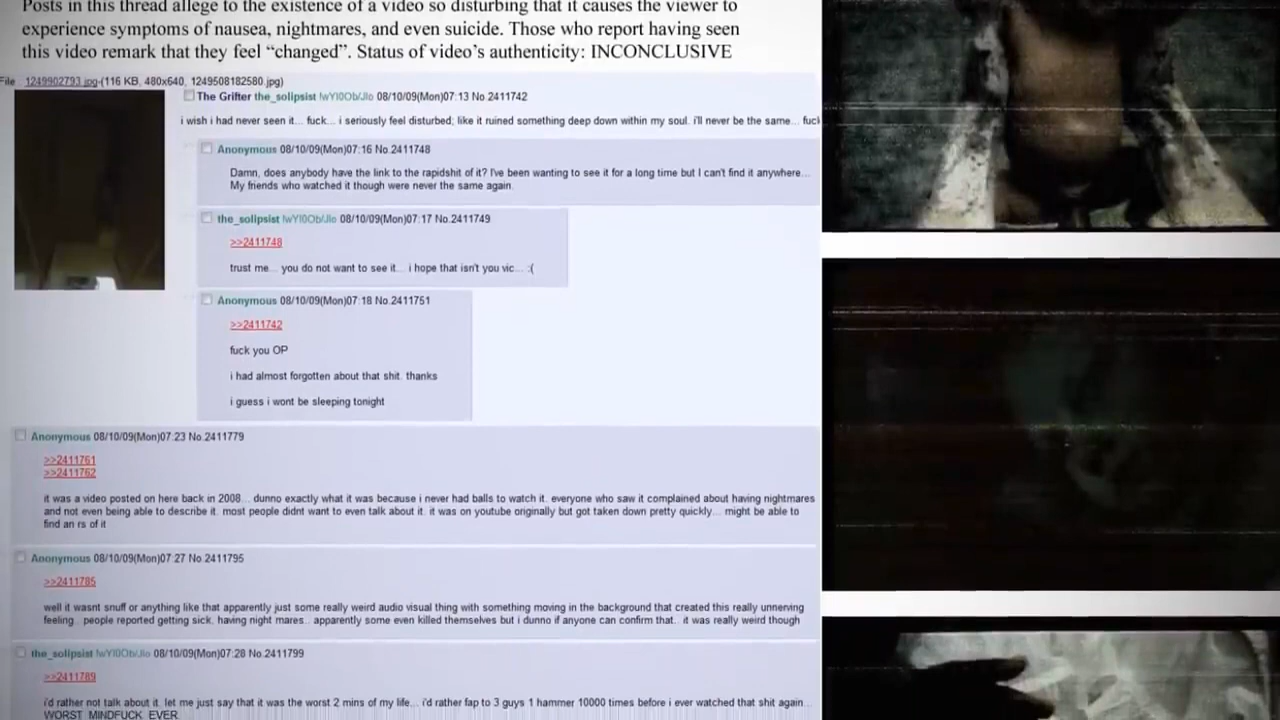 Posts in this thread allege to the existence of a video so disturbing that it causes the viewer to
experience symptoms of nausea, nightmares, and even suicide. Those who report having seen
this video remark that they feel “changed”. Status of video's authenticity: INCONCLUSIVE
File 1249902793.jpg-(116 KB, 480x640, 1249508182580.jpg)
The Grifter the_solipsist !wYI0Ob/Jlo 08/10/09(Mon)07:13 No.2411742
i wish i had never seen it... fuck... i seriously feel disturbed; like it ruined something deep down within my soul. i'll never be the same... fuck
Anonymous 08/10/09(Mon)07:16 No.2411748
Damn, does anybody have the link to the rapidshit of it? I've been wanting to see it for a long time but I can't find it anywhere...
My friends who watched it though were never the same again.
the_solipsist !wYI0Ob/Jlo 08/10/09(Mon)07:17 No.2411749
>>2411748
trust me... you do not want to see it... i hope that isn't you vic... :(
Anonymous 08/10/09(Mon)07:18 No.2411751
>>2411742
fuck you OP
i had almost forgotten about that shit. thanks
i guess i wont be sleeping tonight
Anonymous 08/10/09(Mon)07:23 No.2411779
>>2411761
>>2411762
it was a video posted on here back in 2008... dunno exactly what it was because i never had balls to watch it. everyone who saw it complained about having nightmares
and not even being able to describe it. most people didnt want to even talk about it. it was on youtube originally but got taken down pretty quickly... might be able to
find an rs of it
Anonymous 08/10/09(Mon)07:27 No.2411795
>>2411785
well it wasnt snuff or anything like that apparently just some really weird audio visual thing with something moving in the background that created this really unnerving
feeling.. people reported getting sick, having night mares.. apparently some even killed themselves but i dunno if anyone can confirm that.. it was really weird though
the_solipsist !wYI0Ob/Jlo 08/10/09(Mon)07:28 No.2411799
>>2411789
i'd rather not talk about it. let me just say that it was the worst 2 mins of my life... i'd rather fap to 3 guys 1 hammer 10000 times before i ever watched that shit again...
WORST MINDFUCK EVER